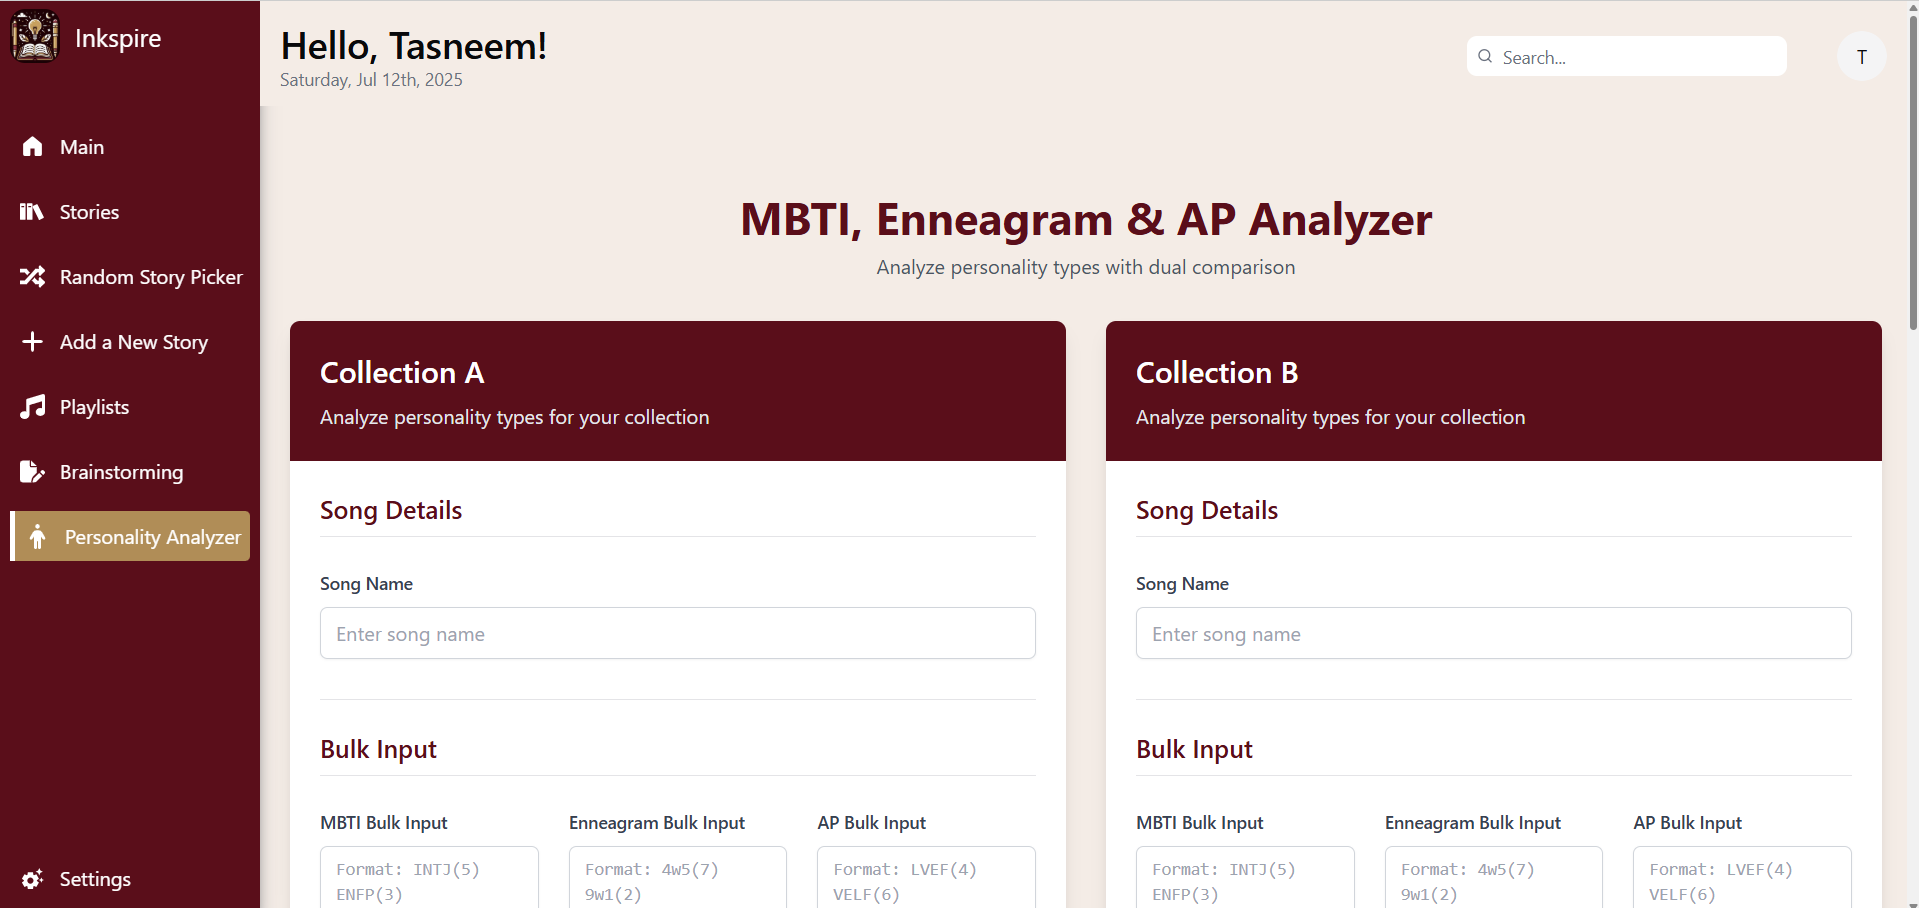 Inkspire
Main
Stories
Random Story Picker
Add a New Story
Playlists
Brainstorming
Personality Analyzer
Settings
Hello, Tasneem!
Saturday, Jul 12th, 2025
Search...
T
MBTI, Enneagram & AP Analyzer
Analyze personality types with dual comparison
Collection A
Analyze personality types for your collection
Song Details
Song Name
Enter song name
Bulk Input
MBTI Bulk Input
Format: INTJ(5)
ENFP(3)
Enneagram Bulk Input
Format: 4w5(7)
9w1(2)
AP Bulk Input
Format: LVEF(4)
VELF(6)
Collection B
Analyze personality types for your collection
Song Details
Song Name
Enter song name
Bulk Input
MBTI Bulk Input
Format: INTJ(5)
ENFP(3)
Enneagram Bulk Input
Format: 4w5(7)
9w1(2)
AP Bulk Input
Format: LVEF(4)
VELF(6)